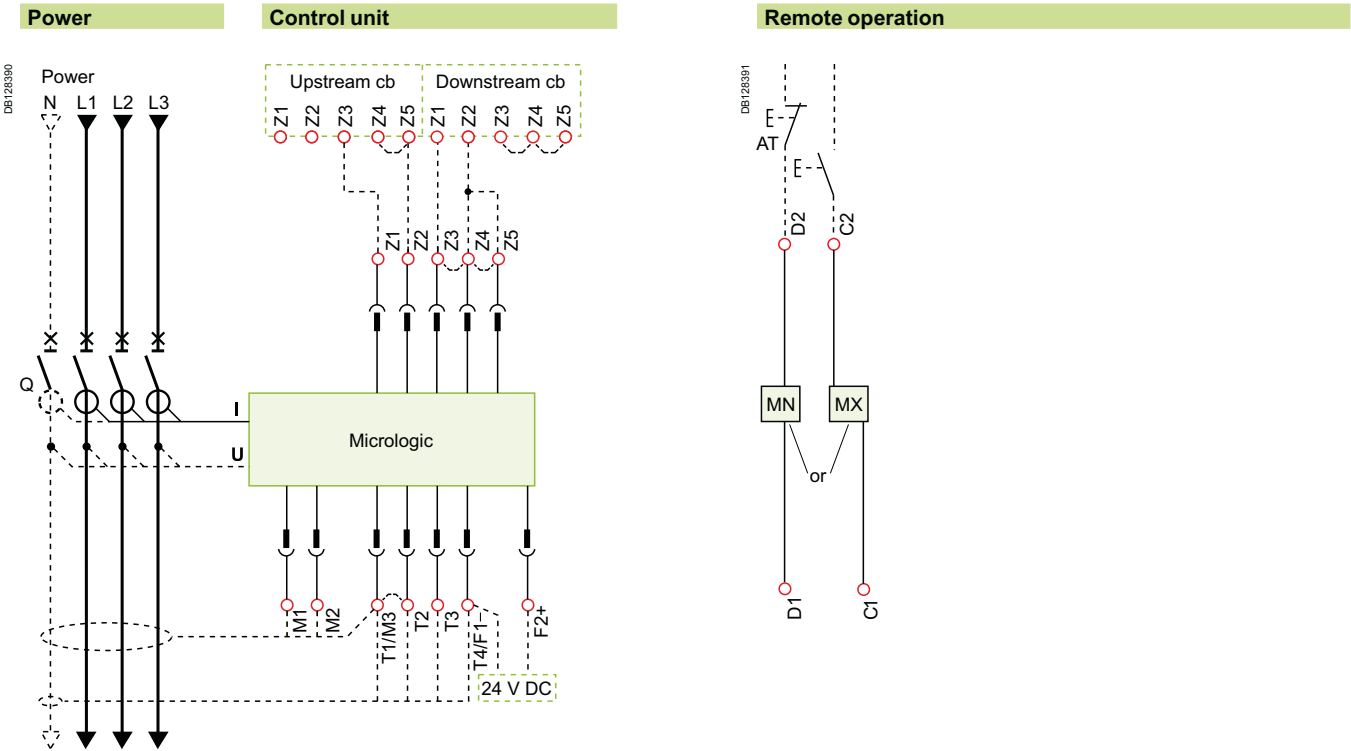 Power
Control unit
Remote operation
DB128390
Power
N L1 L2 L3
Upstream cb
Downstream cb
Z1 Z2 Z3 Z4 Z5 Z1 Z2 Z3 Z4 Z5
Z1 Z2 Z3 Z4 Z5
Q
I
U
Micrologic
M1 M2 T1/M3 T2 T3 T4/F1– F2+
24 V DC
DB128391
AT
D2 C2
MN MX
or
D1 C1